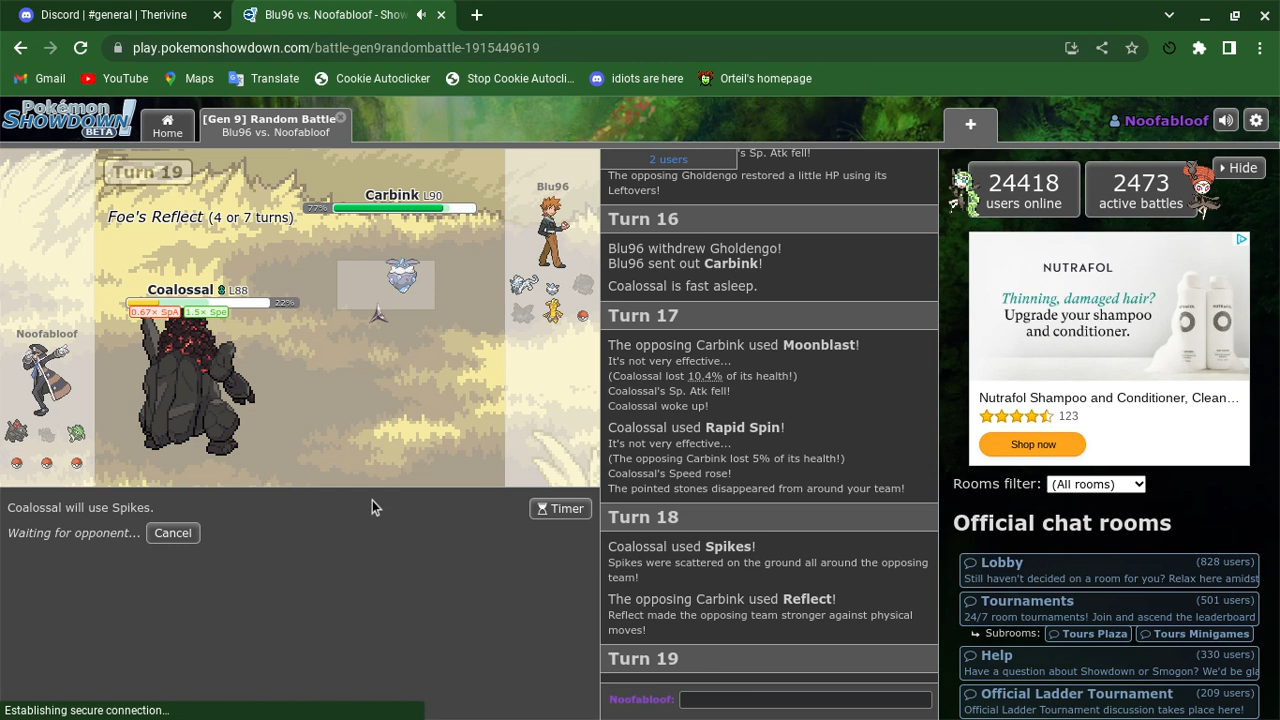 Discord | #general | Therivine
Blu96 vs. Noofabloof - Show
play.pokemonshowdown.com/battle-gen9randombattle-1915449619
Gmail
YouTube
Maps
Translate
Cookie Autoclicker
Stop Cookie Autocli...
idiots are here
Orteil's homepage
Pokémon
SHOWDOWN!
BETA
Home
[Gen 9] Random Battle
Blu96 vs. Noofabloof
+
Noofabloof
Turn 19
Foe's Reflect (4 or 7 turns)
Carbink L90
77%
Blu96
Coalossal L88
22%
0.67× SpA 1.5× Spe
Noofabloof
Coalossal will use Spikes.
Timer
Waiting for opponent...
Cancel
2 users
's Sp. Atk fell!
The opposing Gholdengo restored a little HP using its
Leftovers!
Turn 16
Blu96 withdrew Gholdengo!
Blu96 sent out Carbink!
Coalossal is fast asleep.
Turn 17
The opposing Carbink used Moonblast!
It's not very effective...
(Coalossal lost 10.4% of its health!)
Coalossal's Sp. Atk fell!
Coalossal woke up!
Coalossal used Rapid Spin!
It's not very effective...
(The opposing Carbink lost 5% of its health!)
Coalossal's Speed rose!
The pointed stones disappeared from around your team!
Turn 18
Coalossal used Spikes!
Spikes were scattered on the ground all around the opposing
team!
The opposing Carbink used Reflect!
Reflect made the opposing team stronger against physical
moves!
Turn 19
Noofabloof:
Hide
24418
users online
2473
active battles
NUTRAFOL
Thinning, damaged hair?
Upgrade your shampoo
and conditioner.
Nutrafol Shampoo and Conditioner, Clean...
123
Shop now
Rooms filter: (All rooms)
Official chat rooms
Lobby (828 users)
Still haven't decided on a room for you? Relax here amidst
Tournaments (501 users)
24/7 room tournaments! Join and ascend the leaderboard
Subrooms: Tours Plaza Tours Minigames
Help (330 users)
Have a question about Showdown or Smogon? We'd be gla
Official Ladder Tournament (209 users)
Official Ladder Tournament discussion takes place here!
Establishing secure connection...